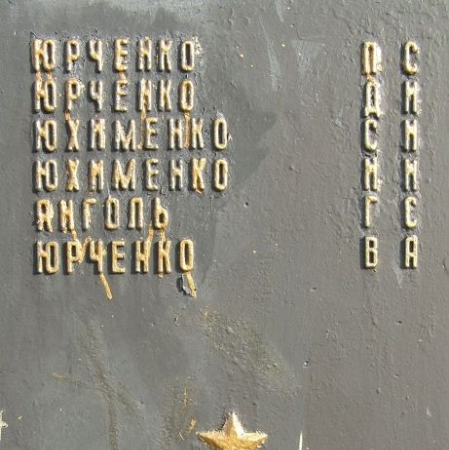 ЮРЧЕНКО П С
ЮРЧЕНКО Д И
ЮХИМЕНКО С И
ЮХИМЕНКО И И
ЯНГОЛЬ Г Є
ЮРЧЕНКО В А